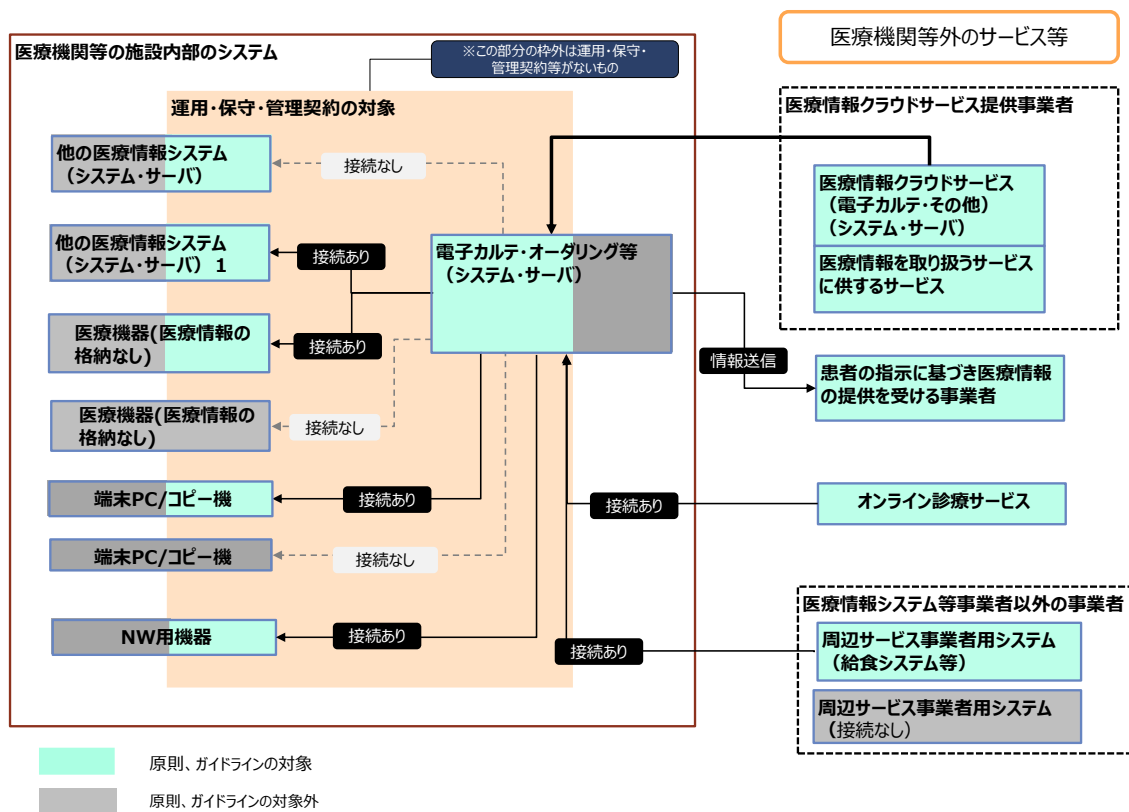 医療機関等の施設内部のシステム
※この部分の枠外は運用・保守・
管理契約等がないもの
医療機関等外のサービス等
運用・保守・管理契約の対象
医療情報クラウドサービス提供事業者
他の医療情報システム
（システム・サーバ）
接続なし
医療情報クラウドサービス
（電子カルテ・その他）
（システム・サーバ）
医療情報を取り扱うサービス
に供するサービス
他の医療情報システム
（システム・サーバ） 1
接続あり
電子カルテ・オーダリング等
（システム・サーバ）
医療機器(医療情報の
格納なし)
接続あり
情報送信
患者の指示に基づき医療情報
の提供を受ける事業者
医療機器(医療情報の
格納なし)
接続なし
端末PC/コピー機
接続あり
接続あり
オンライン診療サービス
端末PC/コピー機
接続なし
医療情報システム等事業者以外の事業者
NW用機器
接続あり
接続あり
周辺サービス事業者用システム
（給食システム等）
周辺サービス事業者用システム
（接続なし）
原則、ガイドラインの対象
原則、ガイドラインの対象外